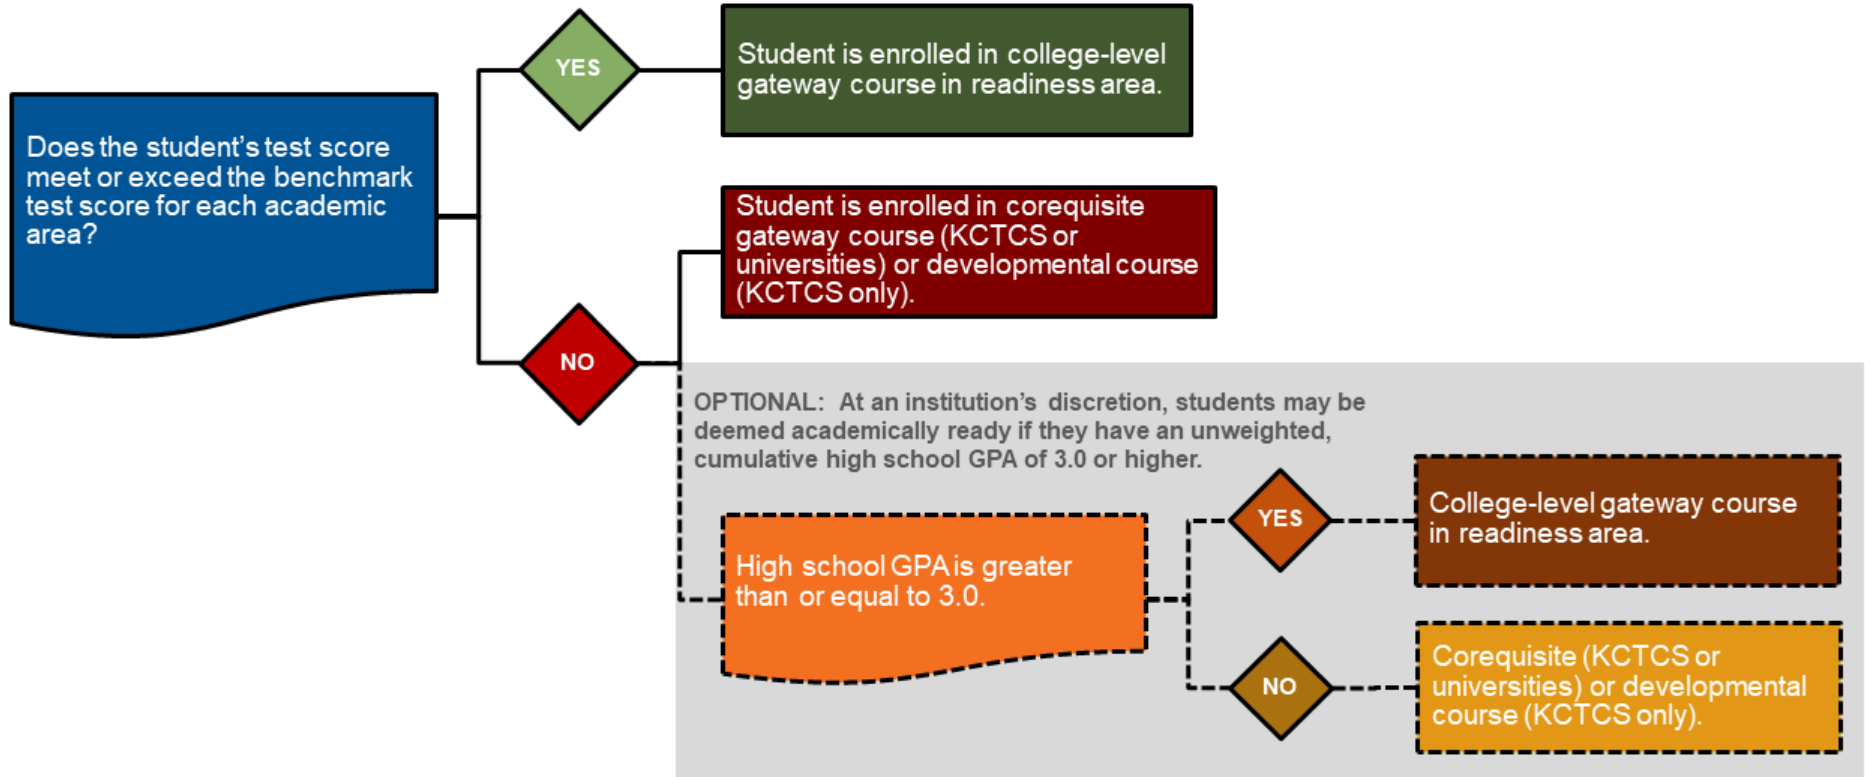 YES
Student is enrolled in college-level
gateway course in readiness area.
Does the student's test score
meet or exceed the benchmark
test score for each academic
area?
Student is enrolled in corequisite
gateway course (KCTCS or
universities) or developmental course
(KCTCS only).
NO
OPTIONAL:  At an institution's discretion, students may be
deemed academically ready if they have an unweighted,
cumulative high school GPA of 3.0 or higher.
High school GPA is greater
than or equal to 3.0.
YES
College-level gateway course
in readiness area.
NO
Corequisite (KCTCS or
universities) or developmental
course (KCTCS only).